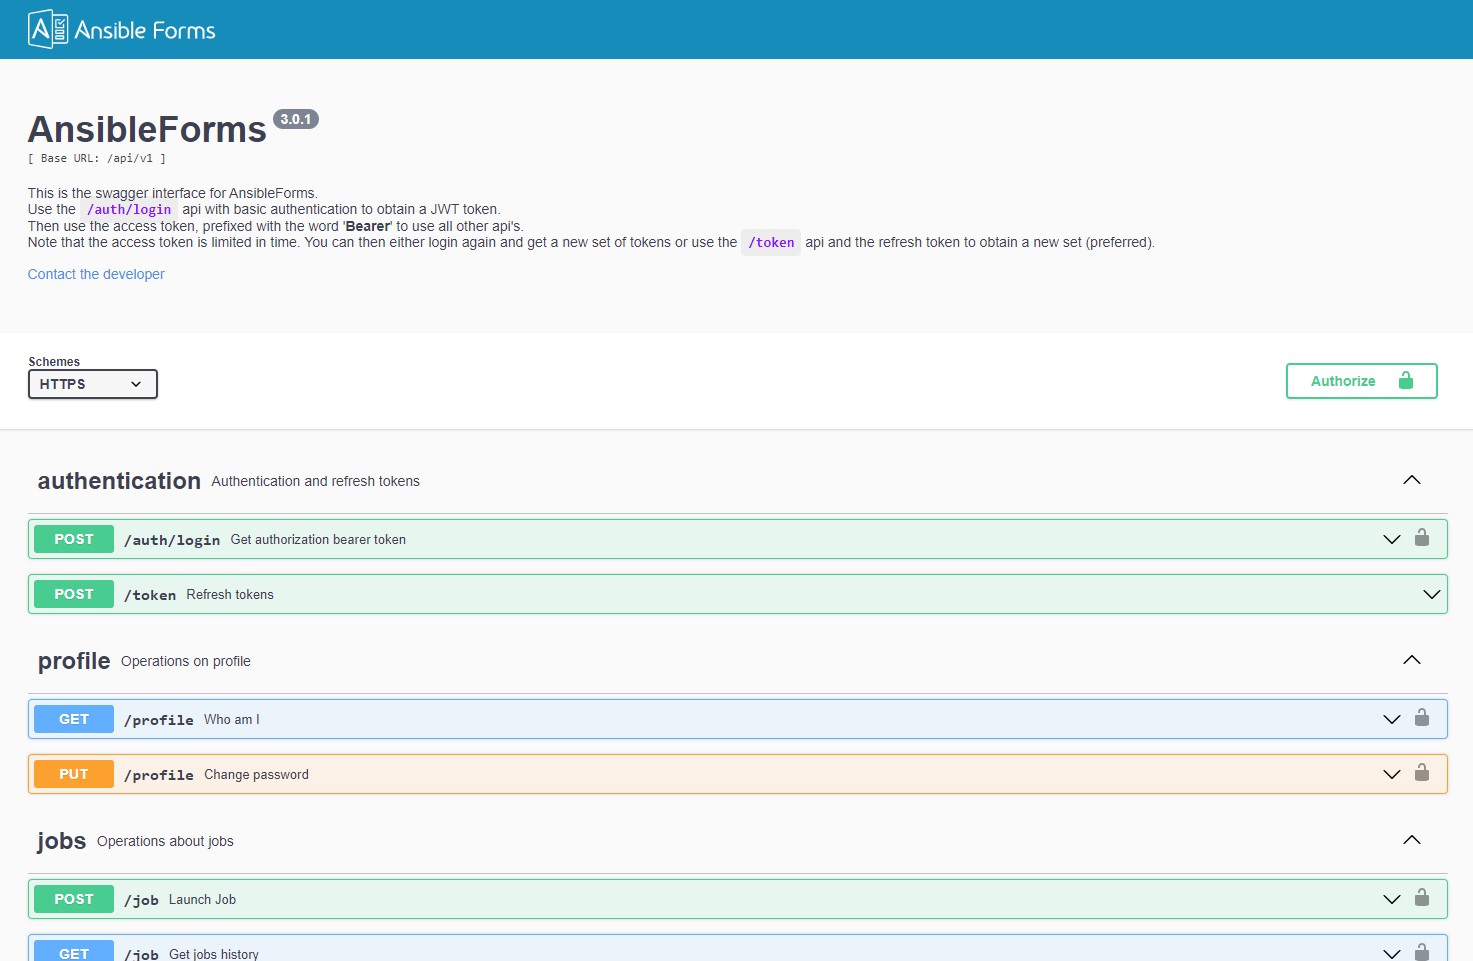 Ansible Forms
AnsibleForms 3.0.1
[ Base URL: /api/v1 ]
This is the swagger interface for AnsibleForms.
Use the /auth/login api with basic authentication to obtain a JWT token.
Then use the access token, prefixed with the word 'Bearer' to use all other api's.
Note that the access token is limited in time. You can then either login again and get a new set of tokens or use the /token api and the refresh token to obtain a new set (preferred).
Contact the developer
Schemes
HTTPS
Authorize
authentication Authentication and refresh tokens
POST /auth/login Get authorization bearer token
POST /token Refresh tokens
profile Operations on profile
GET /profile Who am I
PUT /profile Change password
jobs Operations about jobs
POST /job Launch Job
GET /job Get jobs history